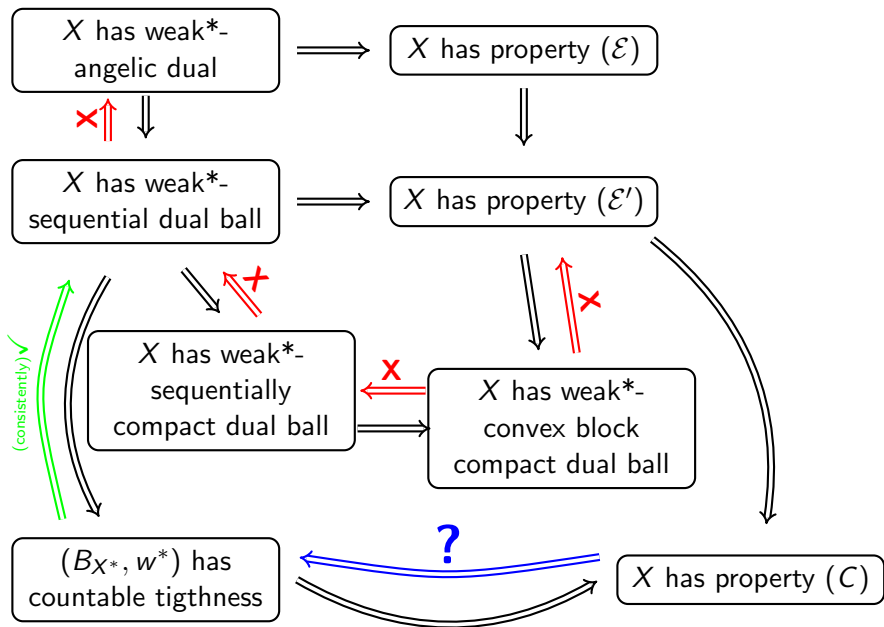 X has weak*-
angelic dual
X has property (ℰ)
x
X has weak*-
sequential dual ball
X has property (ℰ′)
x
x
(consistently) ✓
X has weak*-
sequentially
compact dual ball
x
X has weak*-
convex block
compact dual ball
?
(B_{X*}, w*) has
countable tigthness
X has property (C)